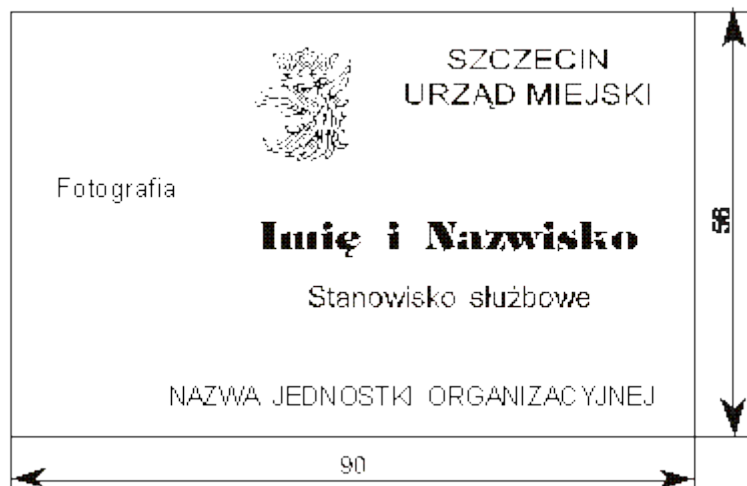 SZCZECIN
URZĄD MIEJSKI
Fotografia
Imię i Nazwisko
Stanowisko służbowe
NAZWA JEDNOSTKI ORGANIZACYJNEJ
56
90